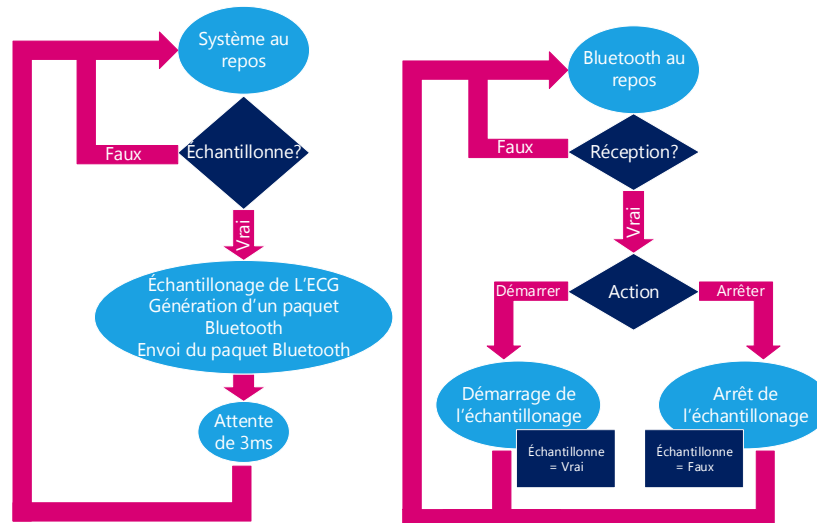 Système au
repos
Échantillonne?
Faux
Vrai
Échantillonage de L'ECG
Génération d'un paquet
Bluetooth
Envoi du paquet Bluetooth
Attente
de 3ms
Bluetooth au
repos
Réception?
Faux
Vrai
Action
Démarrer
Arrêter
Démarrage de
l'échantillonage
Échantillonne
= Vrai
Arrêt de
l'échantillonage
Échantillonne
= Faux